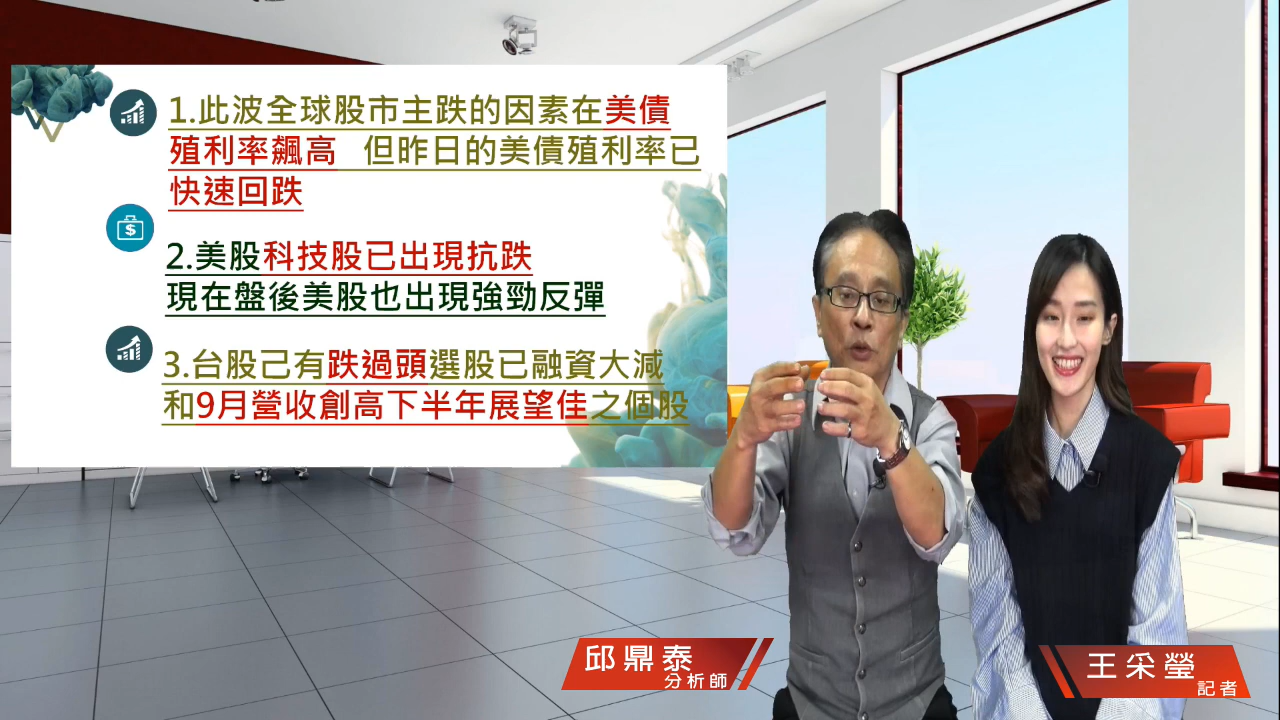 1.此波全球股市主跌的因素在美債
殖利率飆高 但昨日的美債殖利率已
快速回跌
2.美股科技股已出現抗跌
現在盤後美股也出現強勁反彈
3.台股己有跌過頭選股已融資大減
和9月營收創高下半年展望佳之個股
邱鼎泰
分析師
王采瑩
記者